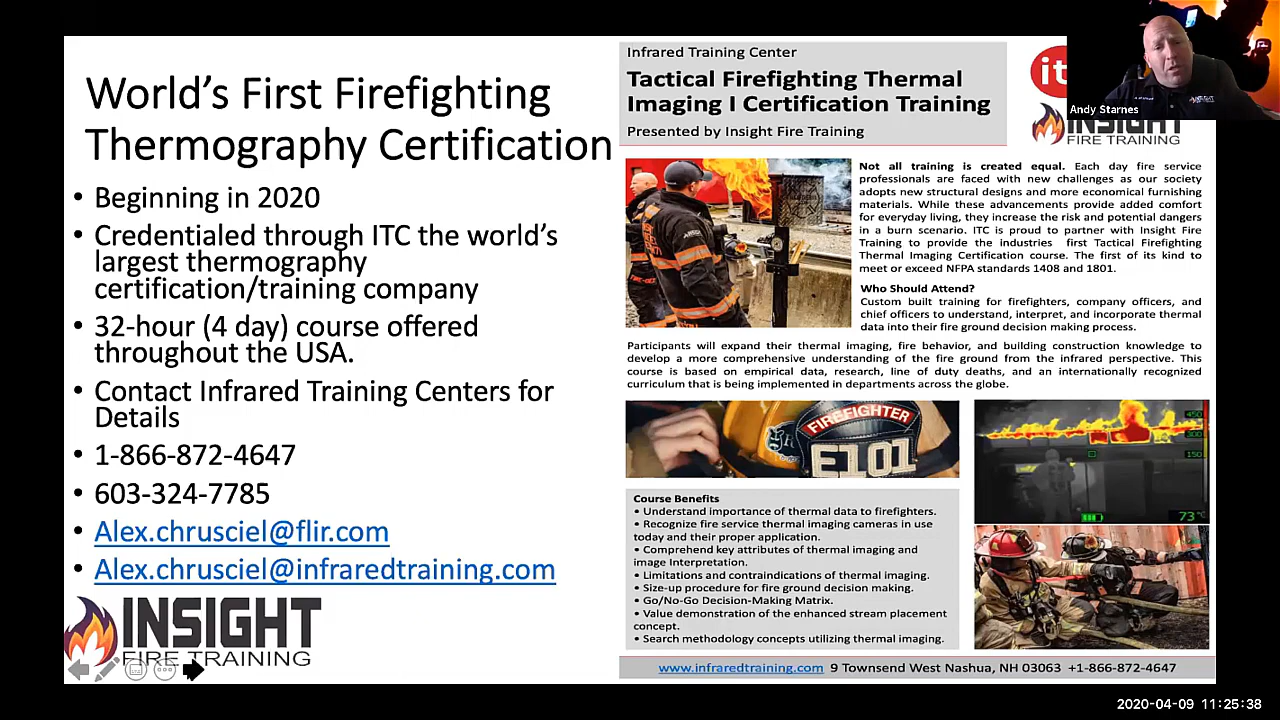 World's First Firefighting
Thermography Certification
• Beginning in 2020
• Credentialed through ITC the world's
largest thermography
certification/training company
• 32-hour (4 day) course offered
throughout the USA.
• Contact Infrared Training Centers for
Details
• 1-866-872-4647
• 603-324-7785
• Alex.chrusciel@flir.com
• Alex.chrusciel@infraredtraining.com
INSIGHT
FIRE TRAINING
Infrared Training Center
Tactical Firefighting Thermal
Imaging I Certification Training
Presented by Insight Fire Training
it
Andy Starnes
INSIGHT
FIRE TRAINING
Not all training is created equal. Each day fire service
professionals are faced with new challenges as our society
adopts new structural designs and more economical furnishing
materials. While these advancements provide added comfort
for everyday living, they increase the risk and potential dangers
in a burn scenario. ITC is proud to partner with Insight Fire
Training to provide the industries first Tactical Firefighting
Thermal Imaging Certification course. The first of its kind to
meet or exceed NFPA standards 1408 and 1801.
Who Should Attend?
Custom built training for firefighters, company officers, and
chief officers to understand, interpret, and incorporate thermal
data into their fire ground decision making process.
Participants will expand their thermal imaging, fire behavior, and building construction knowledge to
develop a more comprehensive understanding of the fire ground from the infrared perspective. This
course is based on empirical data, research, line of duty deaths, and an internationally recognized
curriculum that is being implemented in departments across the globe.
FIREFIGHTER
E101
450
300
150
73°C
Course Benefits
• Understand importance of thermal data to firefighters.
• Recognize fire service thermal imaging cameras in use
today and their proper application.
• Comprehend key attributes of thermal imaging and
image Interpretation.
• Limitations and contraindications of thermal imaging.
• Size-up procedure for fire ground decision making.
• Go/No-Go Decision-Making Matrix.
• Value demonstration of the enhanced stream placement
concept.
• Search methodology concepts utilizing thermal imaging.
www.infraredtraining.com 9 Townsend West Nashua, NH 03063 +1-866-872-4647
2020-04-09 11:25:38